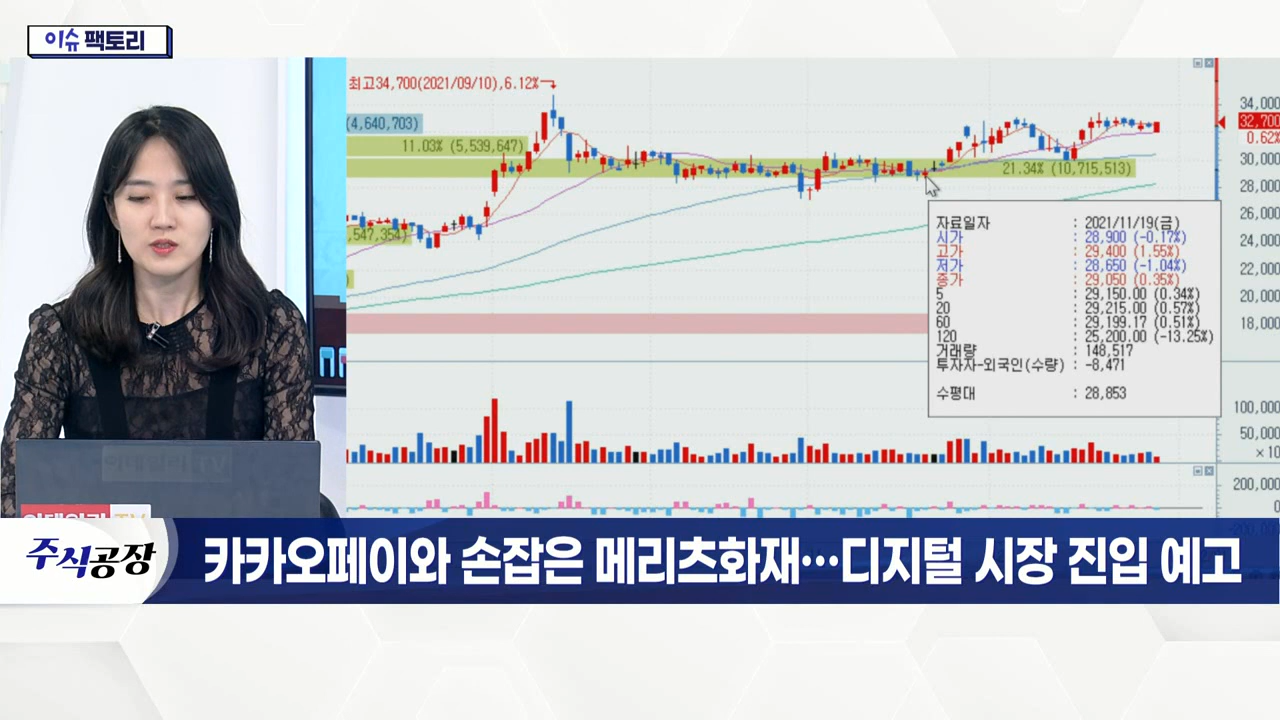 이슈 팩토리
최고34,700(2021/09/10),6.12%
(4,640,703)
11.03% (5,539,647)
21.34% (10,715,513)
,547,354)
34,000
32,700
0.62%
30,000
28,000
26,000
24,000
22,000
20,000
18,000
자료일자 : 2021/11/19(금)
시가 : 28,900 (-0.17%)
고가 : 29,400 (1.55%)
저가 : 28,650 (-1.04%)
종가 : 29,050 (0.35%)
5 : 29,150.00 (0.34%)
20 : 29,215.00 (0.57%)
60 : 29,199.17 (0.51%)
120 : 25,200.00 (-13.25%)
거래량 : 148,517
투자자-외국인(수량) : -8,471
수평대 : 28,853
100,000
50,000
×10
200,000
0
이데일리 TV
주식공장
카카오페이와 손잡은 메리츠화재…디지털 시장 진입 예고